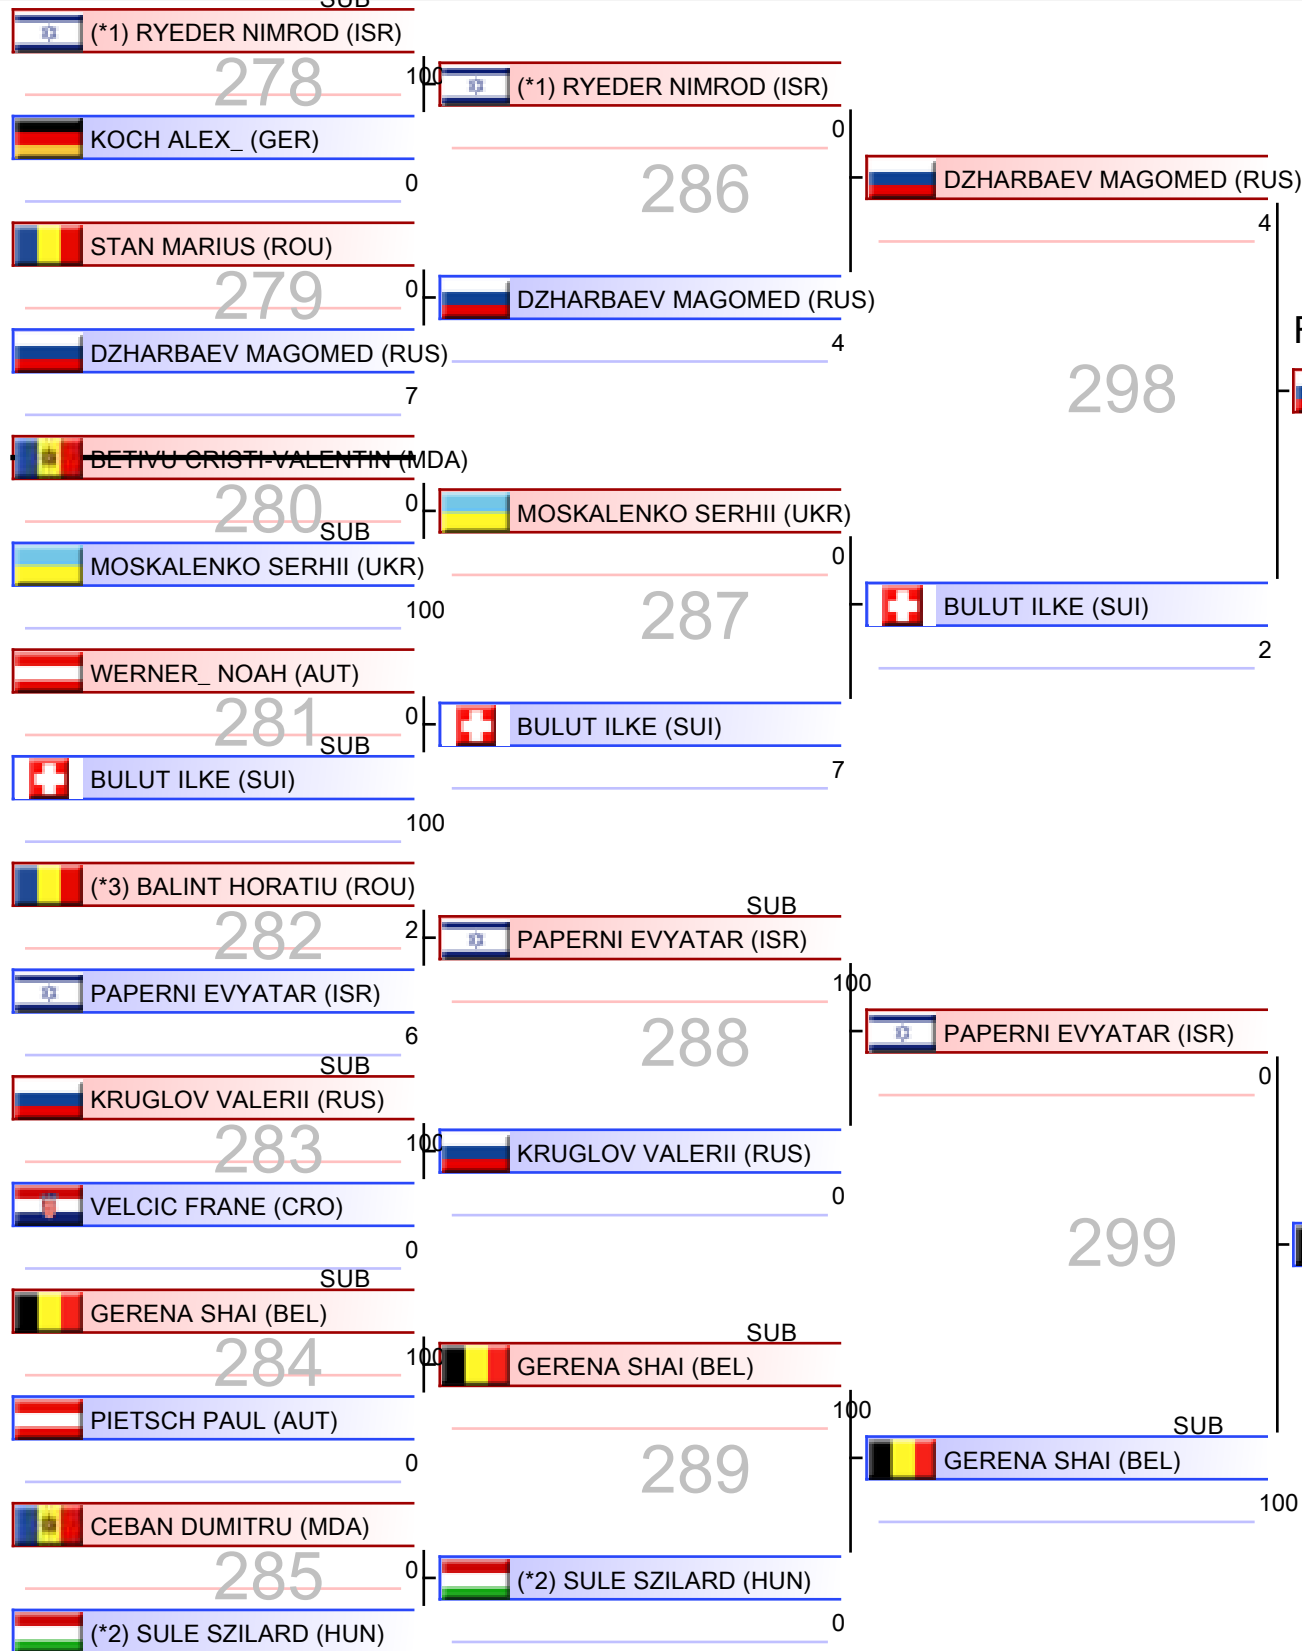 SUB
(*1) RYEDER NIMROD (ISR)
278
100
KOCH ALEX_ (GER)
0
STAN MARIUS (ROU)
279
0
DZHARBAEV MAGOMED (RUS)
7
BETIVU CRISTI-VALENTIN (MDA)
280
0
SUB
MOSKALENKO SERHII (UKR)
100
WERNER_ NOAH (AUT)
281
0
SUB
BULUT ILKE (SUI)
100
(*3) BALINT HORATIU (ROU)
282
2
PAPERNI EVYATAR (ISR)
6
SUB
KRUGLOV VALERII (RUS)
283
100
VELCIC FRANE (CRO)
0
SUB
GERENA SHAI (BEL)
284
100
PIETSCH PAUL (AUT)
0
CEBAN DUMITRU (MDA)
285
0
(*2) SULE SZILARD (HUN)
(*1) RYEDER NIMROD (ISR)
0
286
DZHARBAEV MAGOMED (RUS)
4
MOSKALENKO SERHII (UKR)
0
287
BULUT ILKE (SUI)
7
SUB
PAPERNI EVYATAR (ISR)
100
288
KRUGLOV VALERII (RUS)
0
SUB
GERENA SHAI (BEL)
100
289
(*2) SULE SZILARD (HUN)
0
DZHARBAEV MAGOMED (RUS)
4
298
BULUT ILKE (SUI)
2
PAPERNI EVYATAR (ISR)
0
299
SUB
GERENA SHAI (BEL)
100